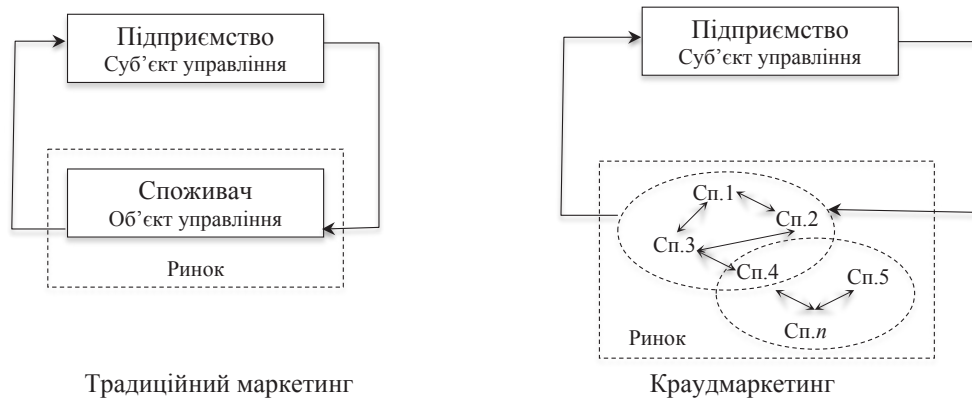 Підприємство
Суб’єкт управління
Споживач
Об’єкт управління
Ринок
Традиційний маркетинг
Підприємство
Суб’єкт управління
Сп.1
Сп.2
Сп.3
Сп.4
Сп.5
Сп.n
Ринок
Краудмаркетинг